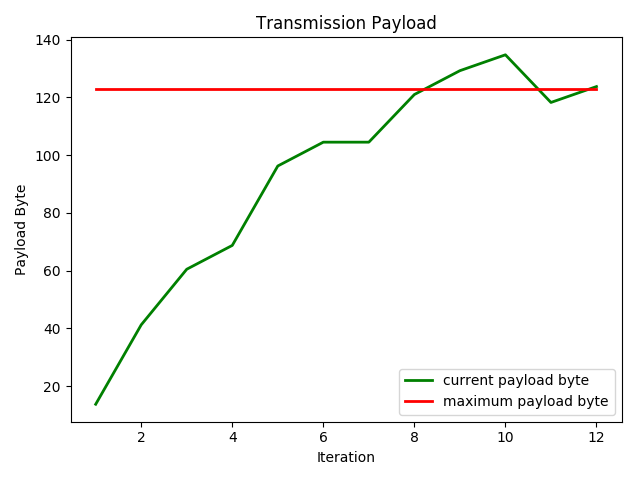 Transmission Payload
Payload Byte
140
120
100
80
60
40
20
2
4
6
8
10
12
Iteration
current payload byte
maximum payload byte